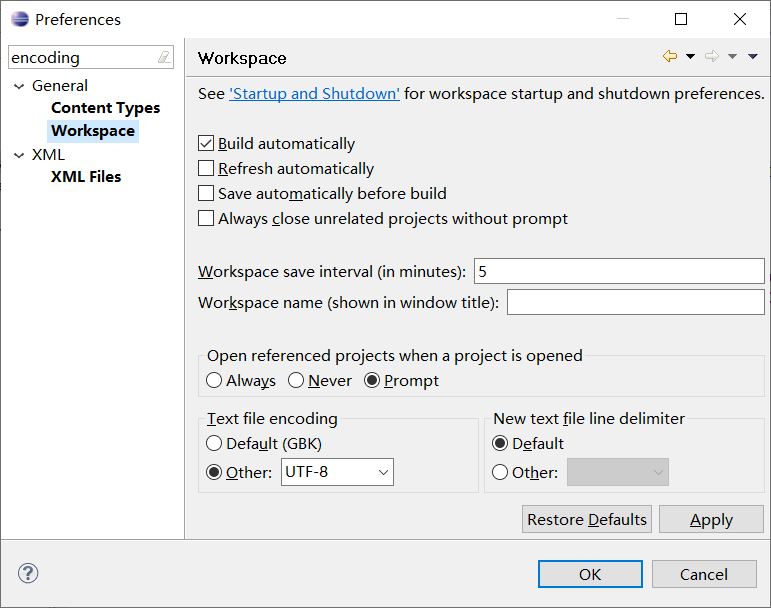 Preferences
encoding
General
Content Types
Workspace
XML
XML Files
Workspace
See 'Startup and Shutdown' for workspace startup and shutdown preferences.
Build automatically
Refresh automatically
Save automatically before build
Always close unrelated projects without prompt
Workspace save interval (in minutes): 5
Workspace name (shown in window title):
Open referenced projects when a project is opened
Always Never Prompt
Text file encoding
Default (GBK)
Other: UTF-8
New text file line delimiter
Default
Other:
Restore Defaults Apply
? OK Cancel